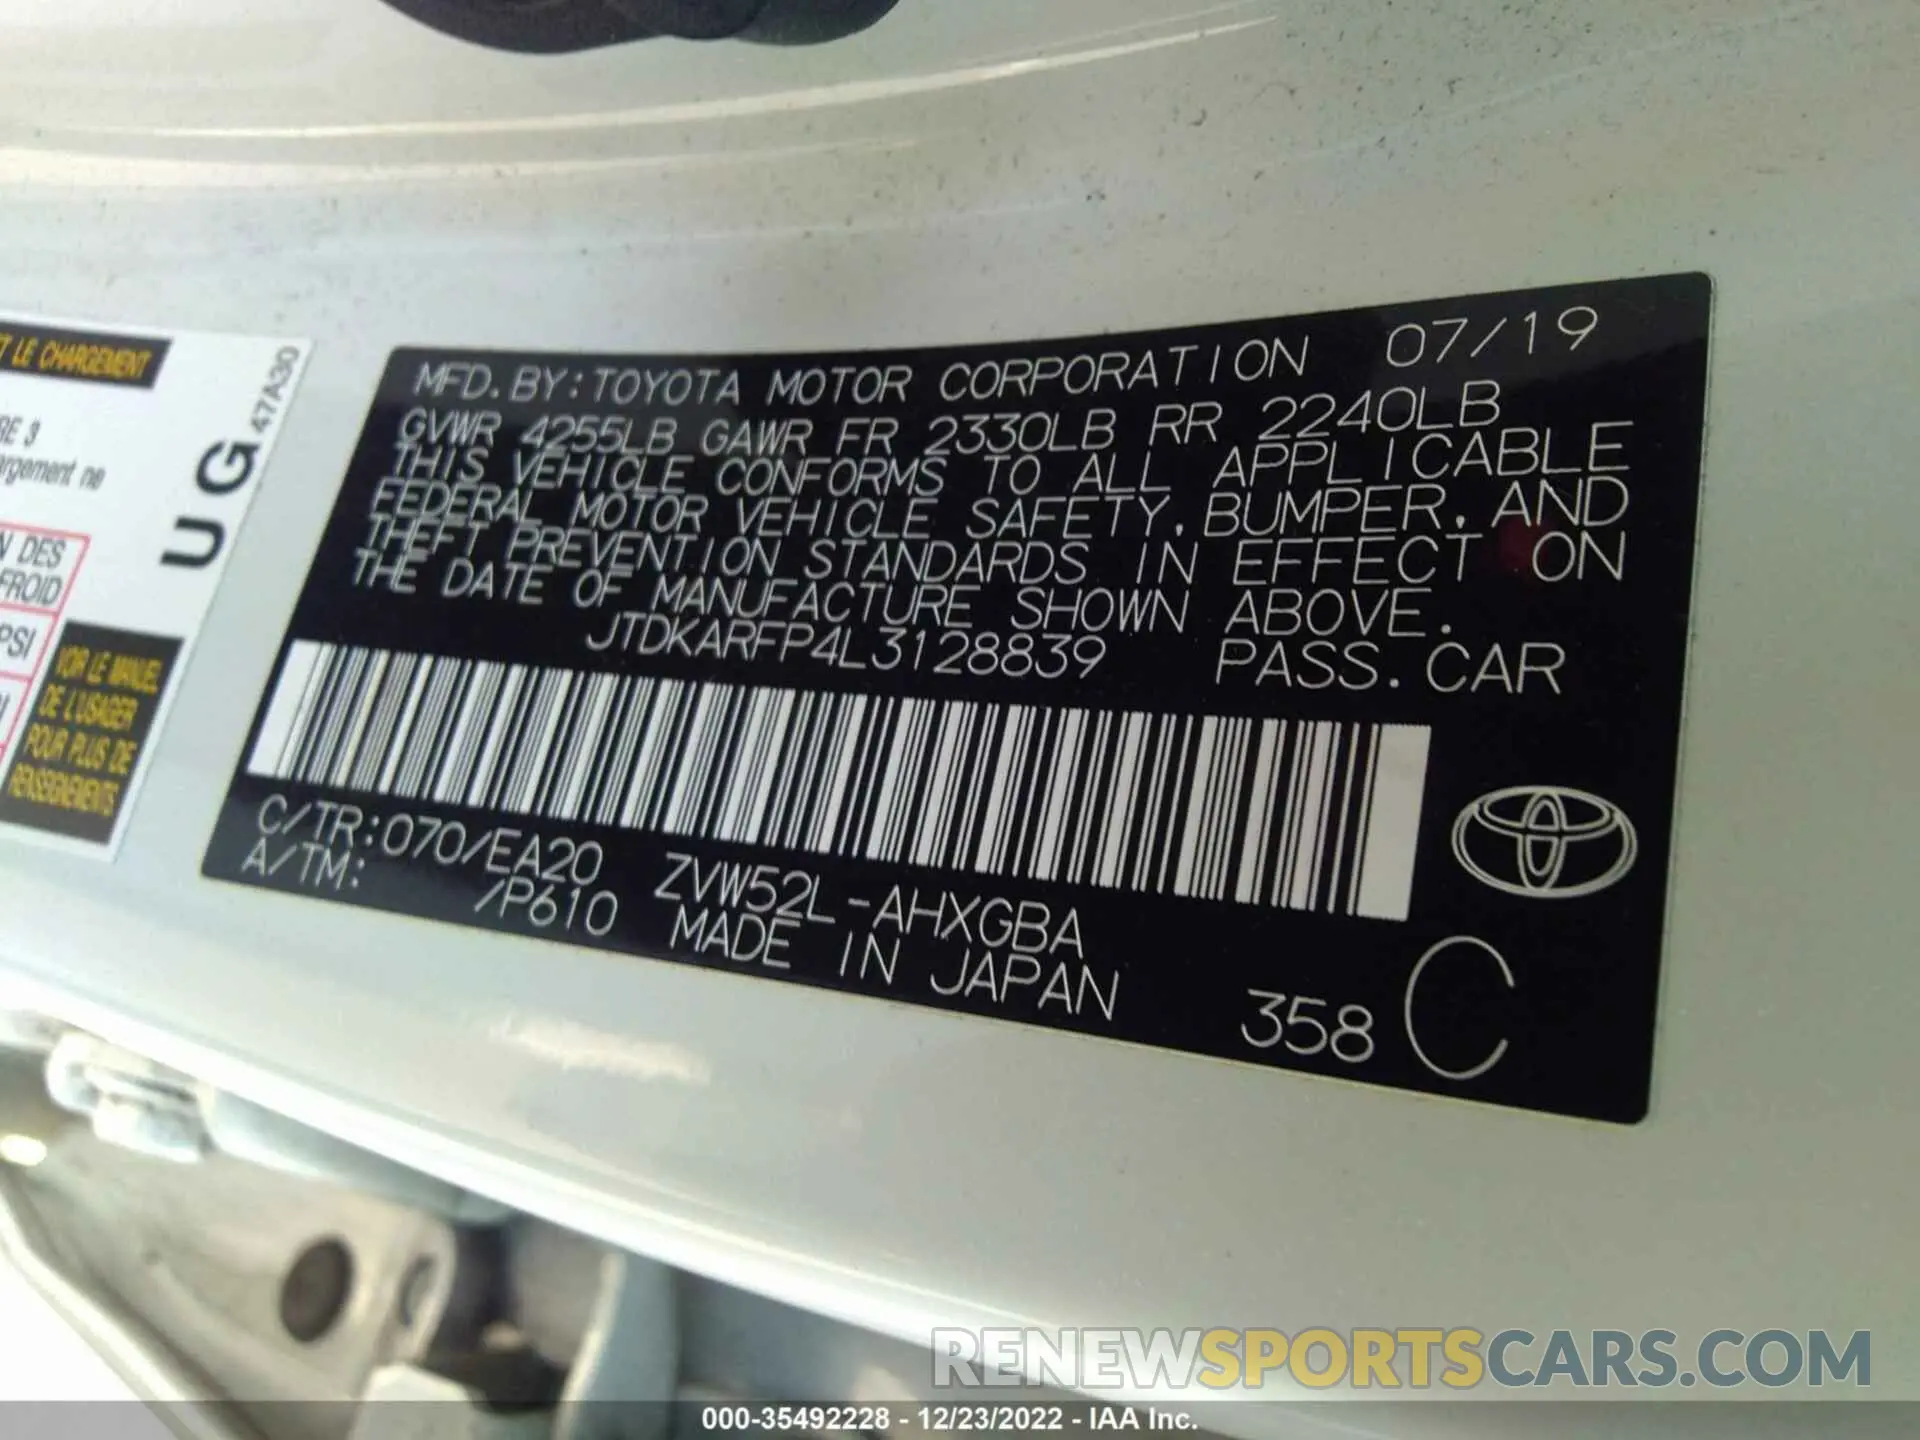 T LE CHARGEMENT
RE 3
argement ne
N DES
FROID
PSI
VOIR LE MANUEL
DE L'USAGER
POUR PLUS DE
RENSEIGNEMENTS
UG 47A30
MFD. BY: TOYOTA MOTOR CORPORATION 07/19
GVWR 4255LB GAWR FR 2330LB RR 2240LB
THIS VEHICLE CONFORMS TO ALL APPLICABLE
FEDERAL MOTOR VEHICLE SAFETY, BUMPER, AND
THEFT PREVENTION STANDARDS IN EFFECT ON
THE DATE OF MANUFACTURE SHOWN ABOVE.
JTDKARFP4L3128839 PASS. CAR
C/TR: 070/EA20 ZVW52L-AHXGBA
A/TM: /P610 MADE IN JAPAN
358 C
RENEWSPORTSCARS.COM
000-35492228 - 12/23/2022 - IAA Inc.